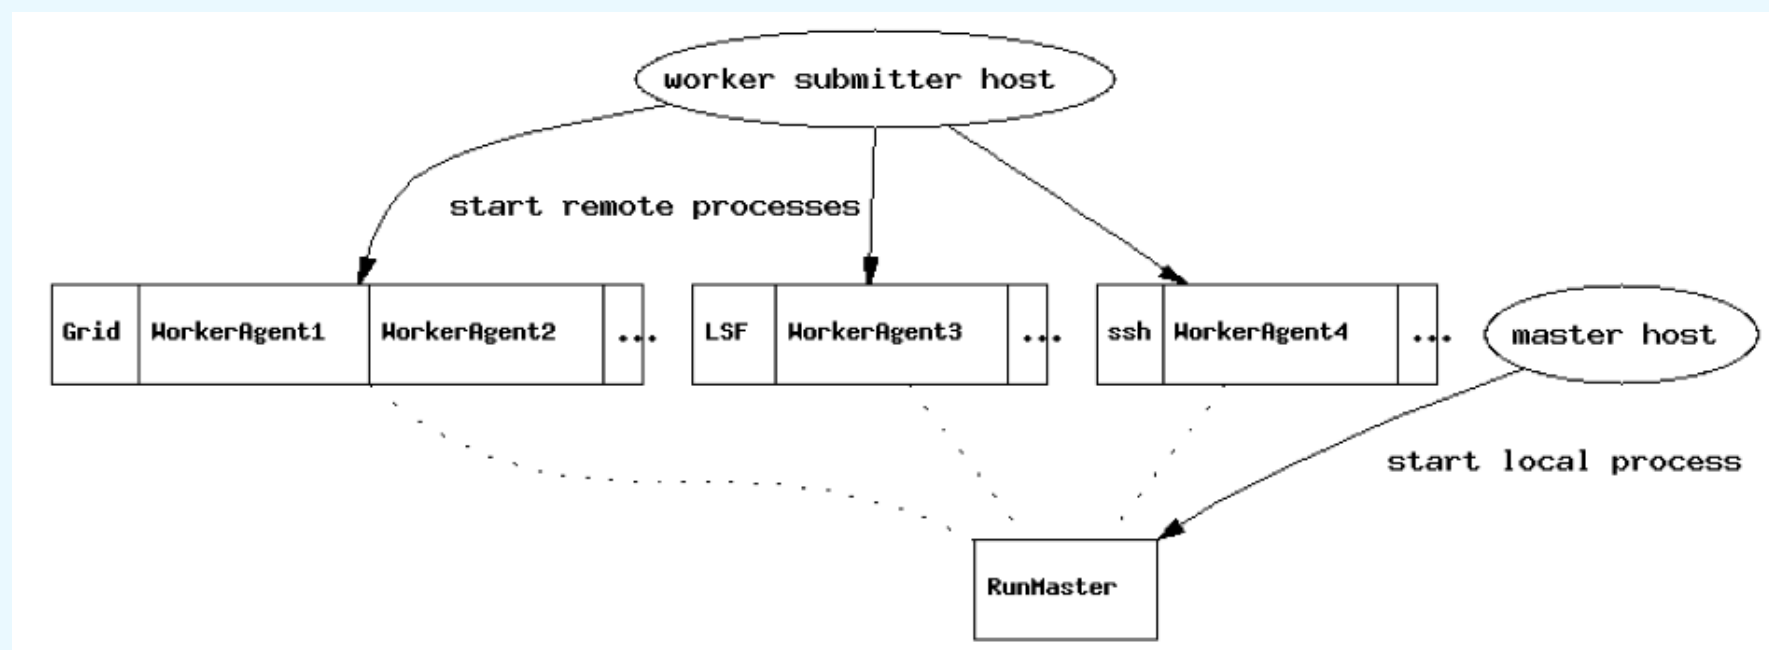 worker submitter host
start remote processes
Grid WorkerAgent1 WorkerAgent2 ...
LSF WorkerAgent3 ...
ssh WorkerAgent4 ...
master host
start local process
RunMaster